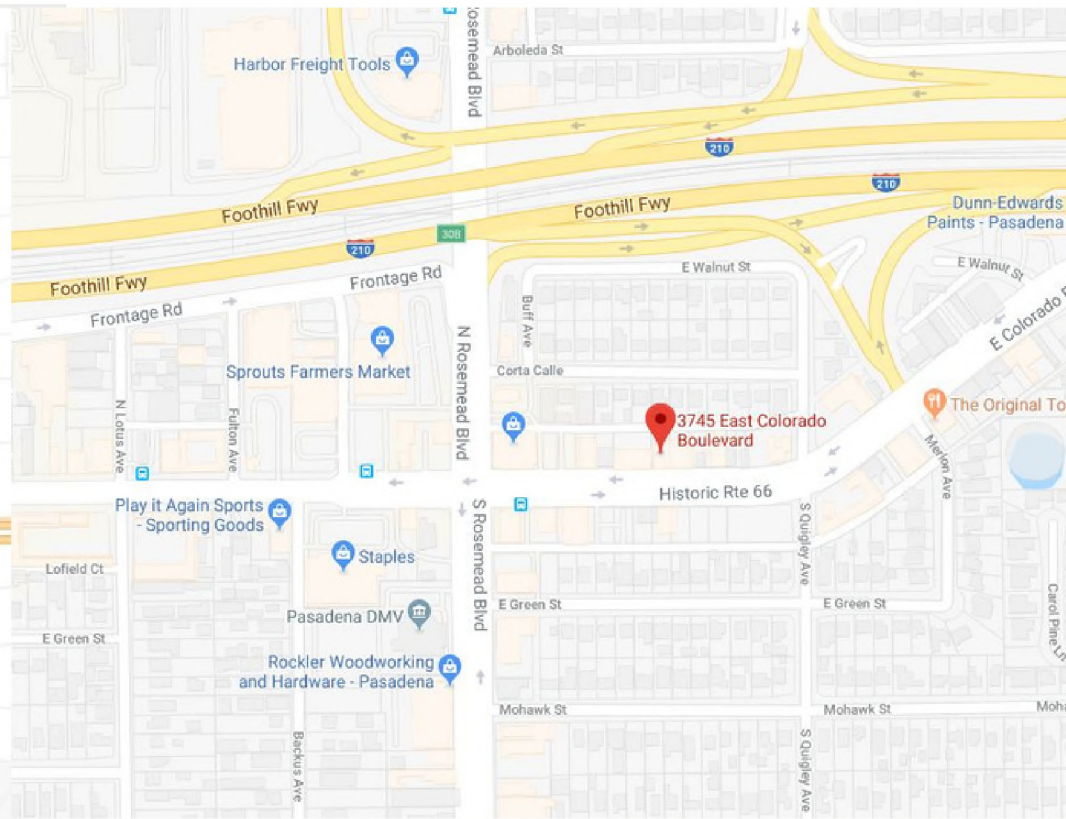 Rosemead Blvd
Arboleda St
Harbor Freight Tools
210
210
Foothill Fwy
Foothill Fwy
Dunn-Edwards
Paints - Pasadena
30B
210
Foothill Fwy
Frontage Rd
Frontage Rd
E Walnut St
E Walnut St
Buff Ave
E Colorado
N Rosemead Blvd
Sprouts Farmers Market
Corta Calle
N Lotus Ave
Fulton Ave
3745 East Colorado
Boulevard
The Original To
Merion Ave
Historic Rte 66
Play it Again Sports
- Sporting Goods
S Rosemead Blvd
S Quigley Ave
Staples
Lofield Ct
Pasadena DMV
E Green St
E Green St
Carol Pine Ln
E Green St
Rockler Woodworking
and Hardware - Pasadena
Mohawk St
Mohawk St
Moha
Backus Ave
S Quigley Ave